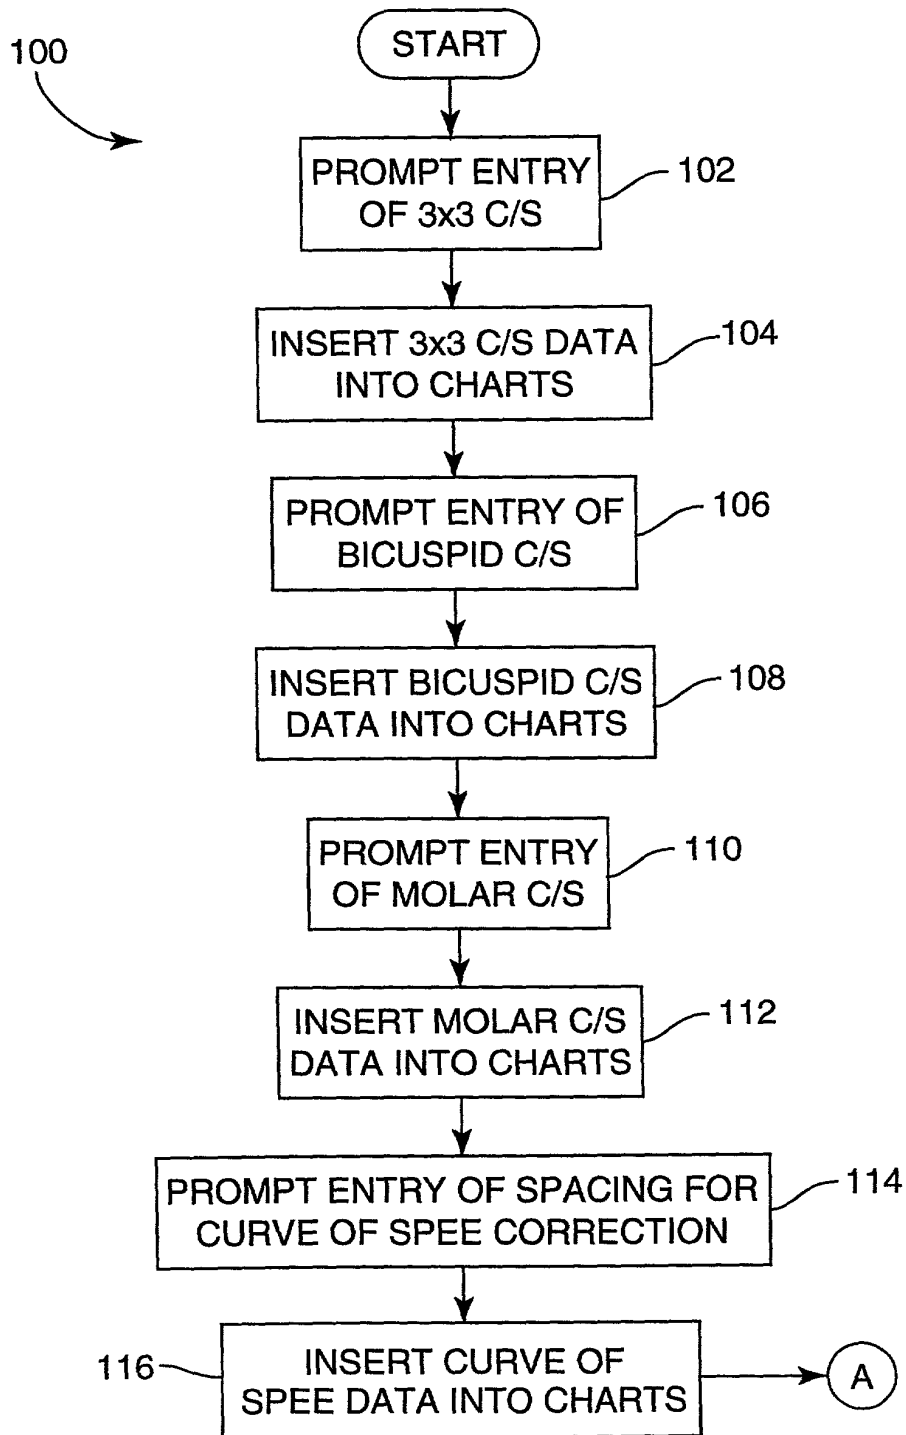 START
100
PROMPT ENTRY
OF 3x3 C/S
102
INSERT 3x3 C/S DATA
INTO CHARTS
104
PROMPT ENTRY OF
BICUSPID C/S
106
INSERT BICUSPID C/S
DATA INTO CHARTS
108
PROMPT ENTRY
OF MOLAR C/S
110
INSERT MOLAR C/S
DATA INTO CHARTS
112
PROMPT ENTRY OF SPACING FOR
CURVE OF SPEE CORRECTION
114
INSERT CURVE OF
SPEE DATA INTO CHARTS
116
A